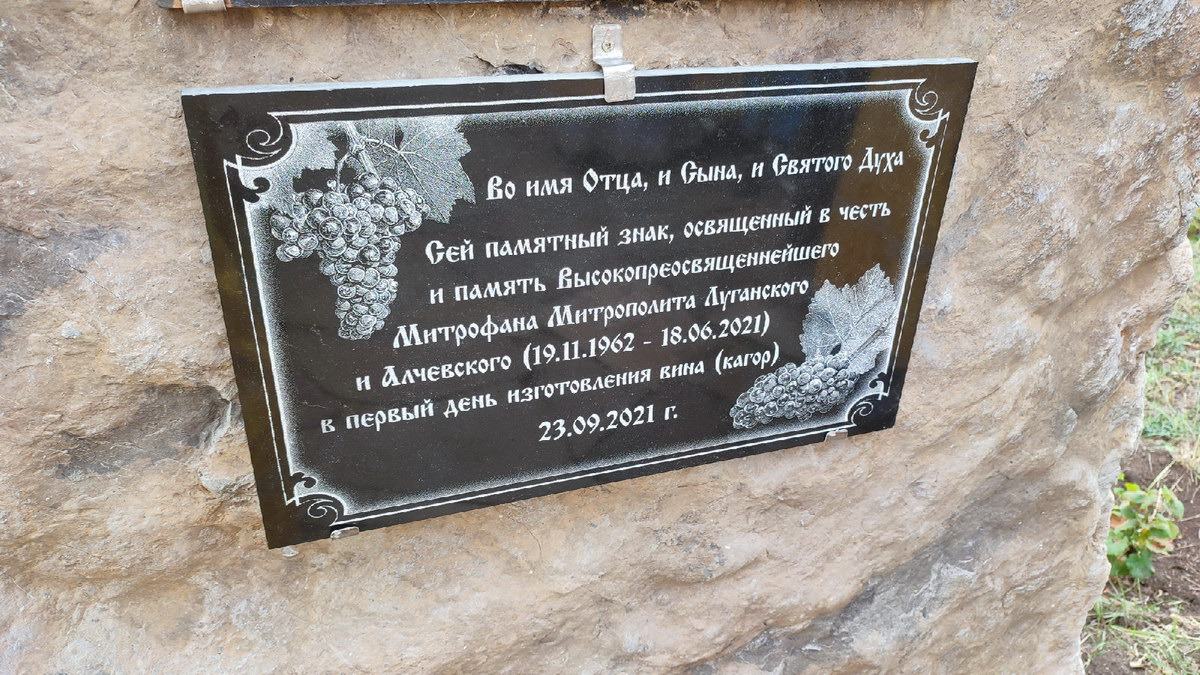 Во имя Отца, и Сына, и Святого Духа
Сей памятный знак, освященный в честь
и память Высокопреосвященнейшего
Митрофана Митрополита Луганского
и Алчевского (19.11.1962 - 18.06.2021)
в первый день изготовления вина (кагор)
23.09.2021 г.